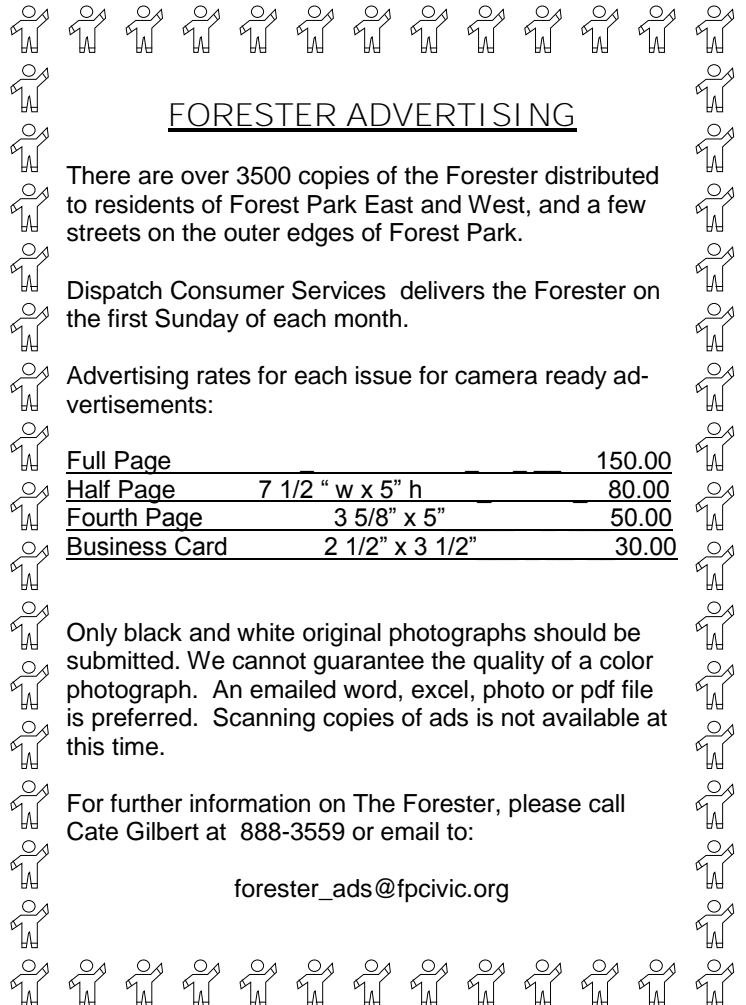 FORESTER ADVERTISING
There are over 3500 copies of the Forester distributed
to residents of Forest Park East and West, and a few
streets on the outer edges of Forest Park.
Dispatch Consumer Services  delivers the Forester on
the first Sunday of each month.
Advertising rates for each issue for camera ready ad-
vertisements:
Full Page _ _ _ __ 150.00
Half Page 7 1/2 “ w x 5” h _ _ 80.00
Fourth Page 3 5/8” x 5” 50.00
Business Card 2 1/2” x 3 1/2” 30.00
Only black and white original photographs should be
submitted. We cannot guarantee the quality of a color
photograph.  An emailed word, excel, photo or pdf file
is preferred.  Scanning copies of ads is not available at
this time.
For further information on The Forester, please call
Cate Gilbert at  888-3559 or email to:
forester_ads@fpcivic.org